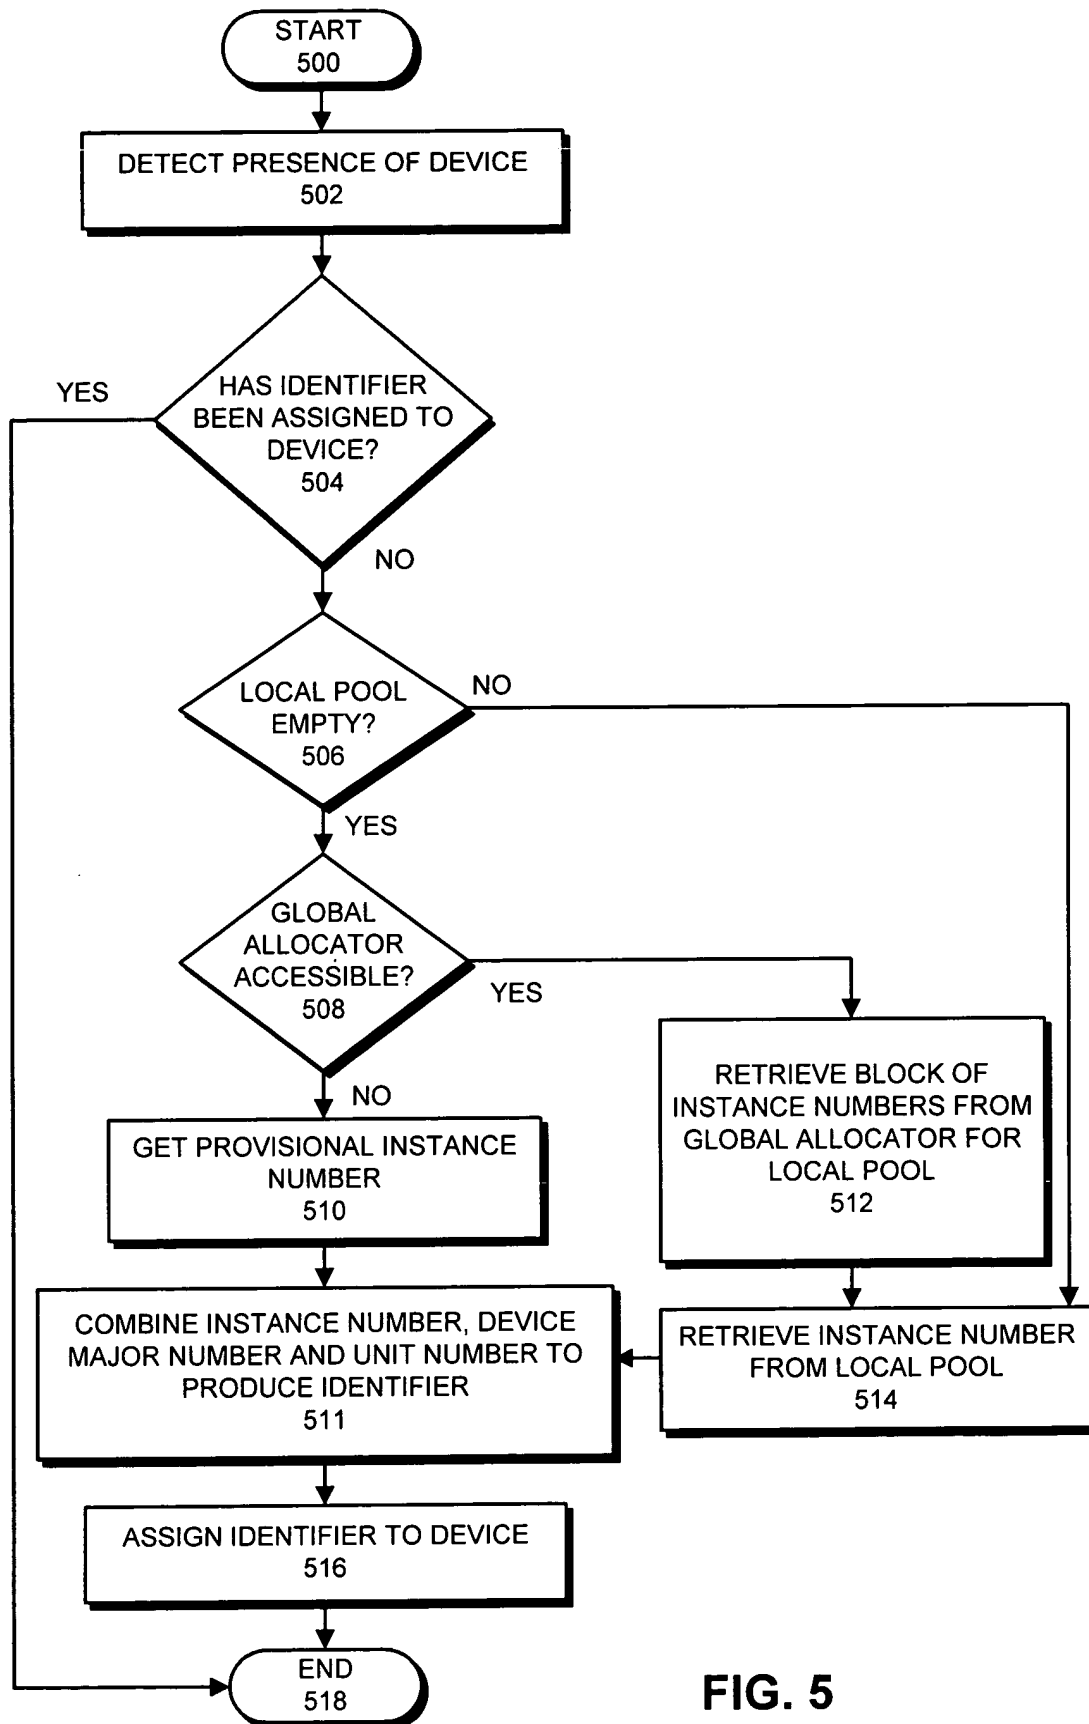 START
500
DETECT PRESENCE OF DEVICE
502
YES
HAS IDENTIFIER
BEEN ASSIGNED TO
DEVICE?
504
NO
LOCAL POOL
EMPTY?
506
NO
YES
GLOBAL
ALLOCATOR
ACCESSIBLE?
508
YES
NO
RETRIEVE BLOCK OF
INSTANCE NUMBERS FROM
GLOBAL ALLOCATOR FOR
LOCAL POOL
512
GET PROVISIONAL INSTANCE
NUMBER
510
COMBINE INSTANCE NUMBER, DEVICE
MAJOR NUMBER AND UNIT NUMBER TO
PRODUCE IDENTIFIER
511
RETRIEVE INSTANCE NUMBER
FROM LOCAL POOL
514
ASSIGN IDENTIFIER TO DEVICE
516
END
518
FIG. 5